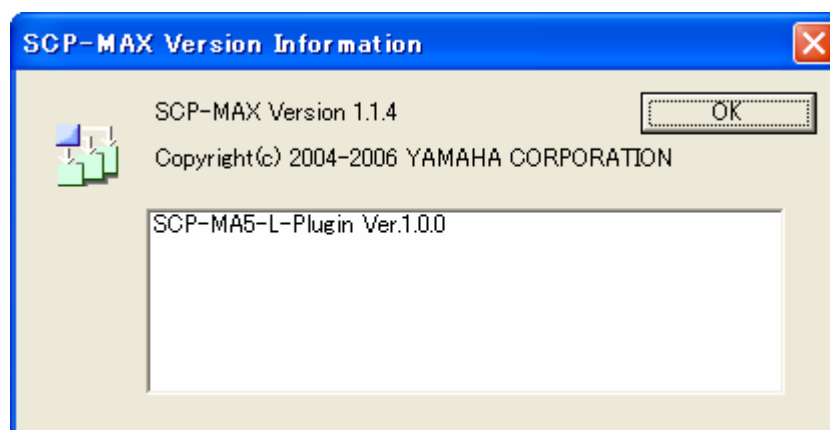 SCP-MAX Version Information
SCP-MAX Version 1.1.4
OK
Copyright(c) 2004-2006 YAMAHA CORPORATION
SCP-MA5-L-Plugin Ver.1.0.0